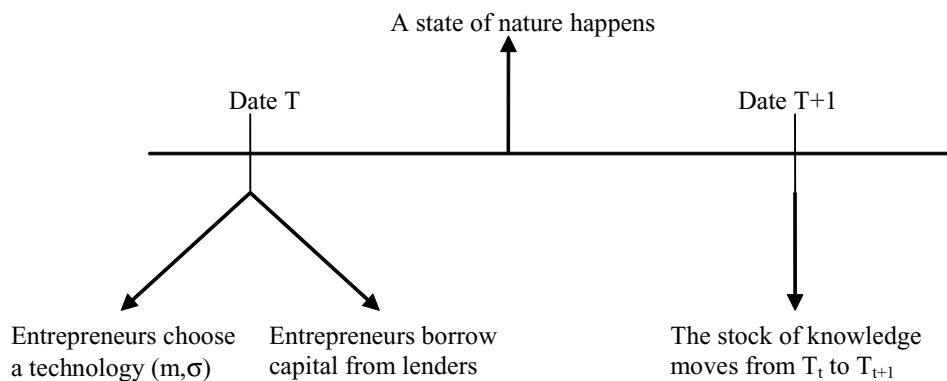 A state of nature happens
Date T
Date T+1
Entrepreneurs choose
a technology (m,σ)
Entrepreneurs borrow
capital from lenders
The stock of knowledge
moves from Tt to Tt+1